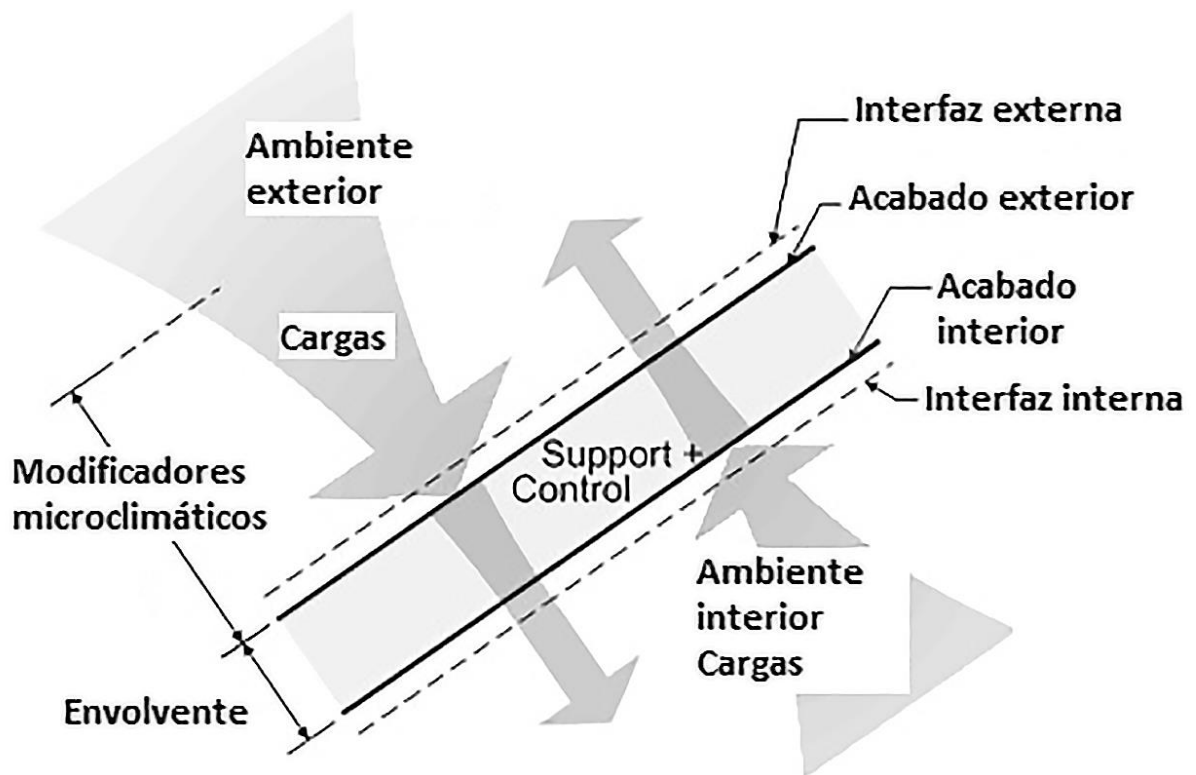 Interfaz externa
Ambiente
exterior
Acabado exterior
Acabado
interior
Cargas
Interfaz interna
Support +
Control
Modificadores
microclimáticos
Ambiente
interior
Cargas
Envolvente